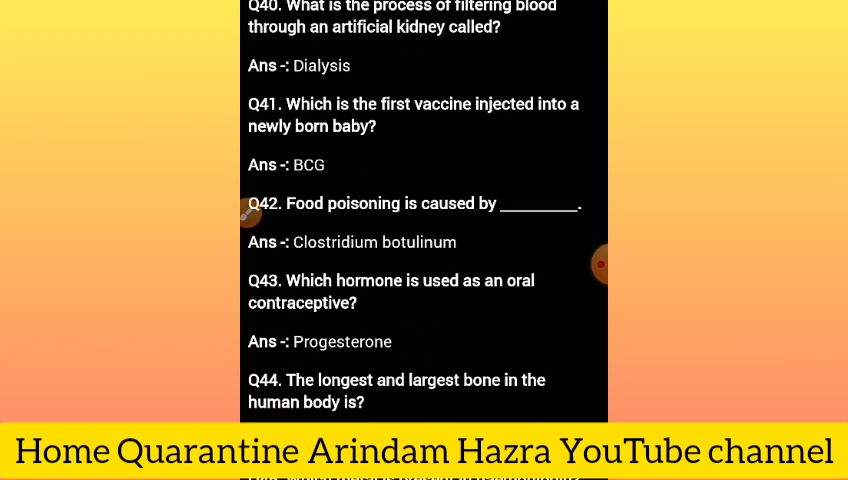 Q40. What is the process of filtering blood
through an artificial kidney called?
Ans -: Dialysis
Q41. Which is the first vaccine injected into a
newly born baby?
Ans -: BCG
Q42. Food poisoning is caused by _________.
Ans -: Clostridium botulinum
Q43. Which hormone is used as an oral
contraceptive?
Ans -: Progesterone
Q44. The longest and largest bone in the
human body is?
Home Quarantine Arindam Hazra YouTube channel